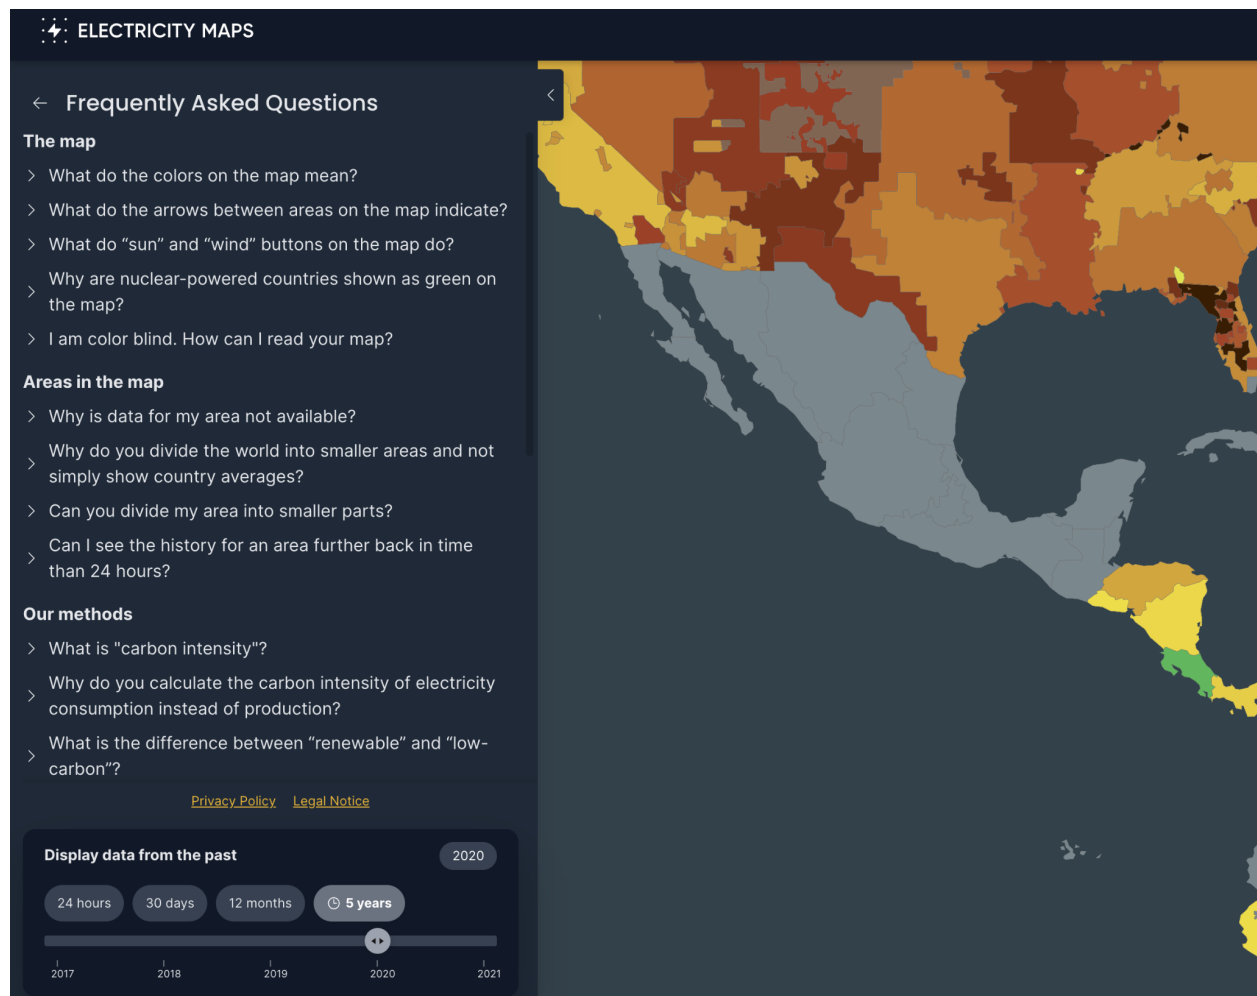 ELECTRICITY MAPS
Frequently Asked Questions
The map
What do the colors on the map mean?
What do the arrows between areas on the map indicate?
What do “sun” and “wind” buttons on the map do?
Why are nuclear-powered countries shown as green on
the map?
I am color blind. How can I read your map?
Areas in the map
Why is data for my area not available?
Why do you divide the world into smaller areas and not
simply show country averages?
Can you divide my area into smaller parts?
Can I see the history for an area further back in time
than 24 hours?
Our methods
What is "carbon intensity"?
Why do you calculate the carbon intensity of electricity
consumption instead of production?
What is the difference between “renewable” and “low-
carbon”?
Privacy Policy Legal Notice
Display data from the past 2020
24 hours 30 days 12 months 5 years
2017 2018 2019 2020 2021